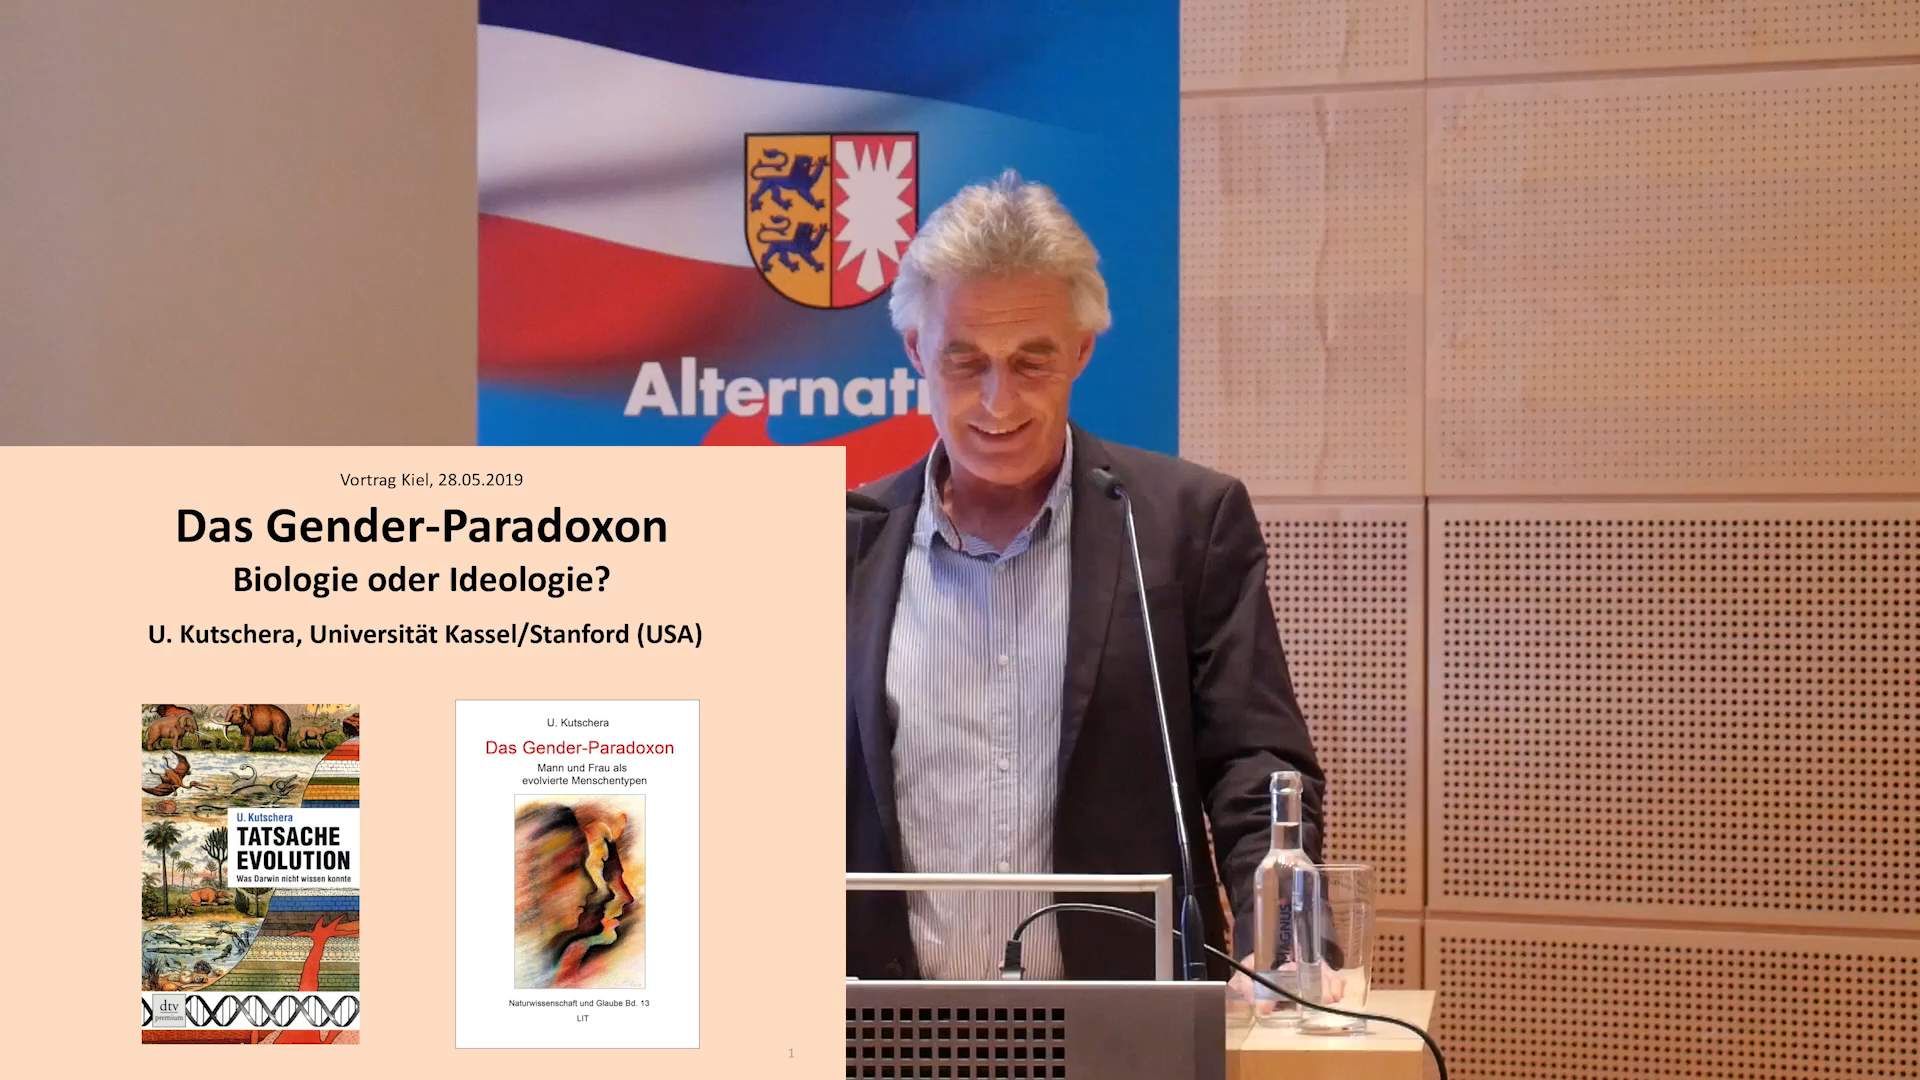 Alternati
Vortrag Kiel, 28.05.2019
Das Gender-Paradoxon
Biologie oder Ideologie?
U. Kutschera, Universität Kassel/Stanford (USA)
U. Kutschera
TATSACHE
EVOLUTION
Was Darwin nicht wissen konnte
dtv
premium
U. Kutschera
Das Gender-Paradoxon
Mann und Frau als
evolvierte Menschentypen
Naturwissenschaft und Glaube Bd. 13
LIT
1
MAGNUS